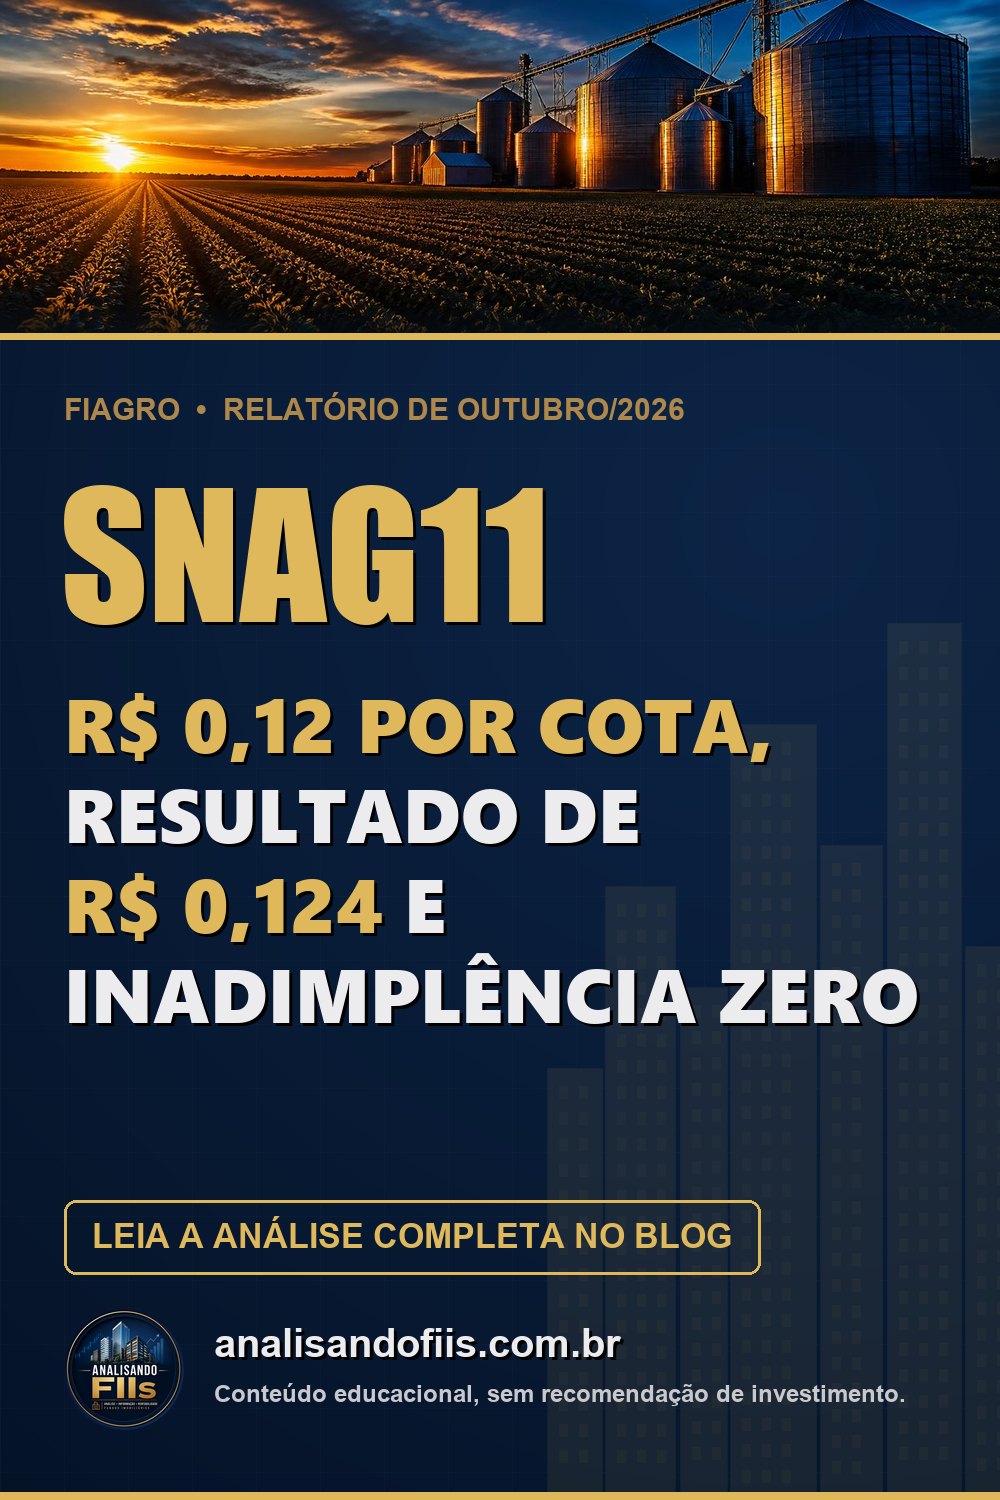 FIAGRO • RELATÓRIO DE OUTUBRO/2026
SNAG11
R$ 0,12 POR COTA,
RESULTADO DE
R$ 0,124 E
INADIMPLÊNCIA ZERO
LEIA A ANÁLISE COMPLETA NO BLOG
ANALISANDO
FIIs
analisandofiis.com.br
Conteúdo educacional, sem recomendação de investimento.